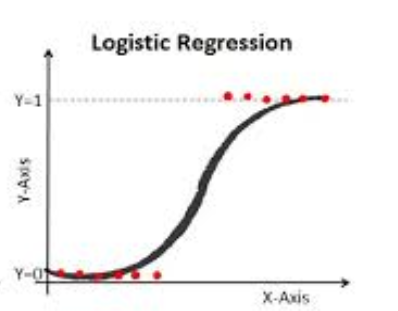 Logistic Regression
Y=1
Y-Axis
Y=0
X-Axis